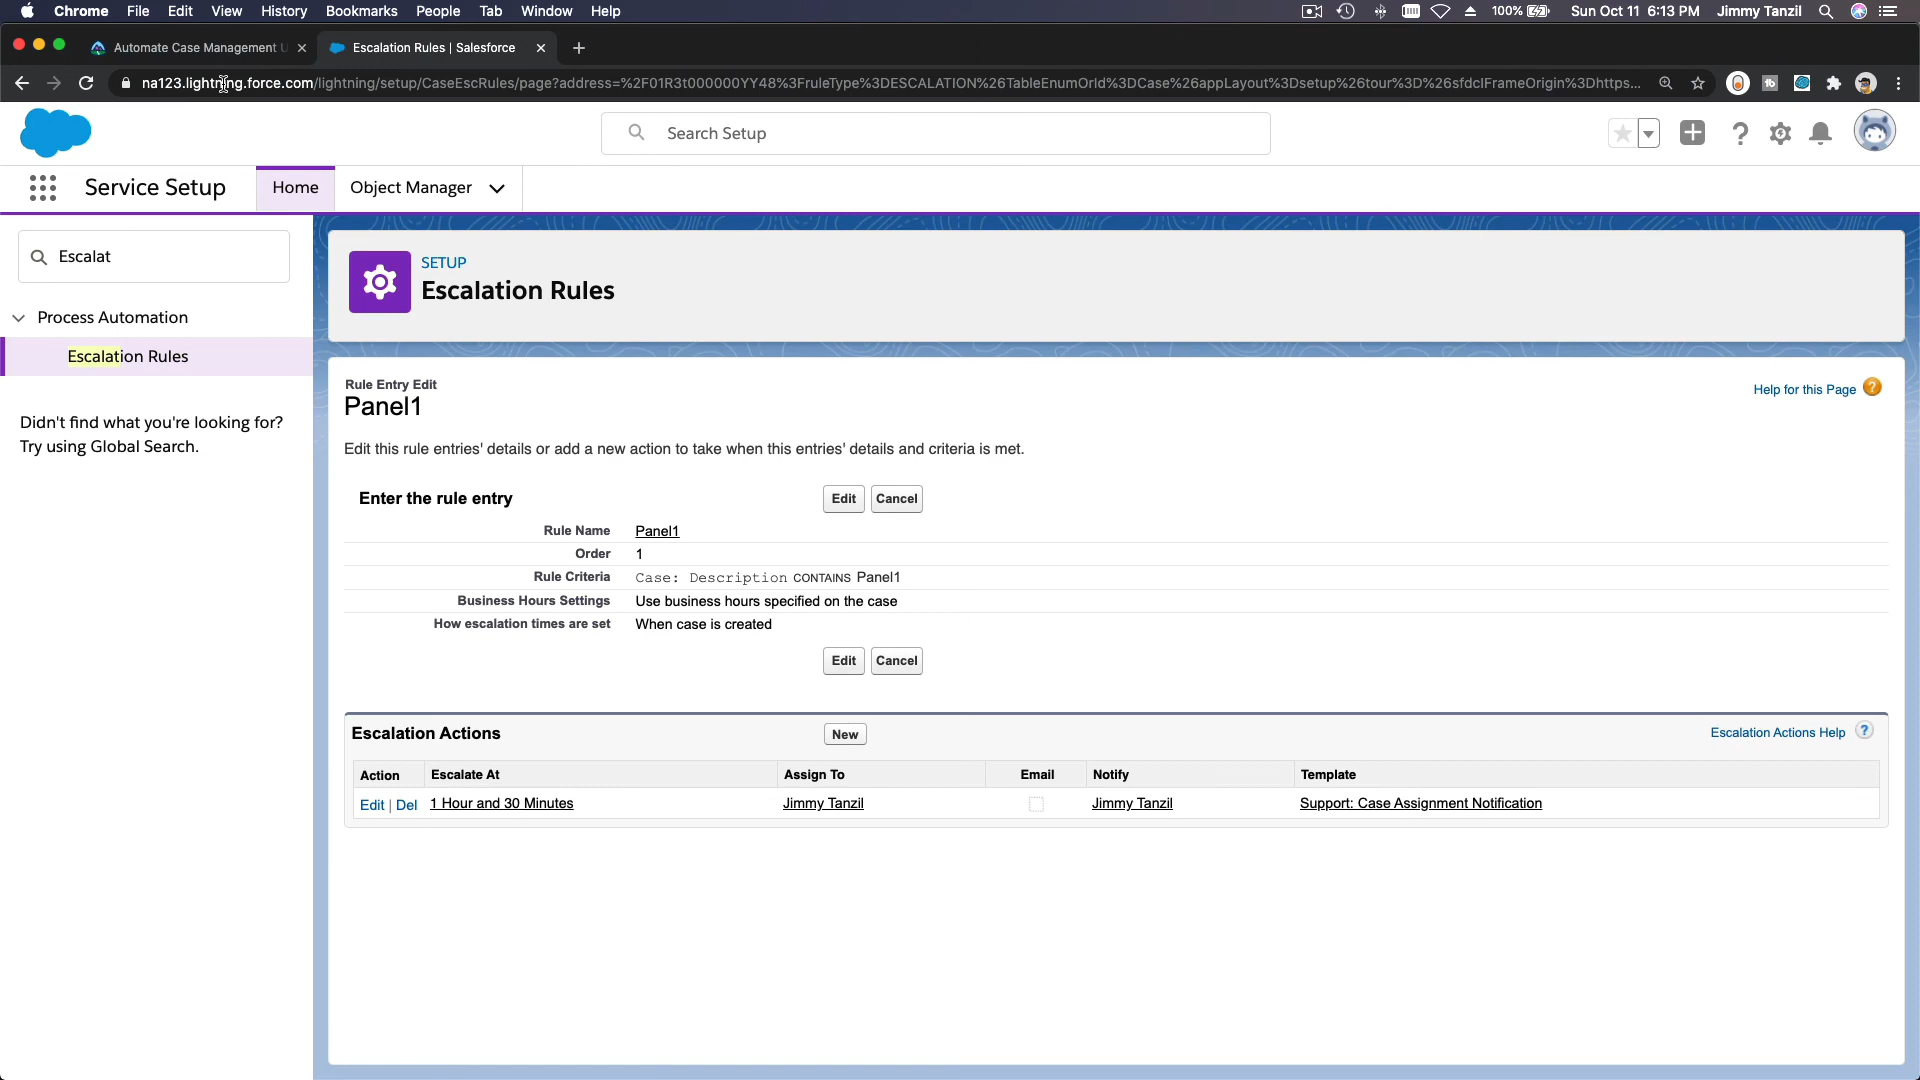 Chrome File Edit View History Bookmarks People Tab Window Help 100% Sun Oct 11 6:13 PM Jimmy Tanzil
Automate Case Management U Escalation Rules | Salesforce
na123.lightning.force.com/lightning/setup/CaseEscRules/page?address=%2F01R3t000000YY48%3FruleType%3DESCALATION%26TableEnumOrId%3DCase%26appLayout%3Dsetup%26tour%3D%26sfdcIFrameOrigin%3Dhttps...
Search Setup
Service Setup Home Object Manager
Escalat
Process Automation
Escalation Rules
Didn't find what you're looking for?
Try using Global Search.
SETUP
Escalation Rules
Rule Entry Edit
Panel1
Help for this Page
Edit this rule entries' details or add a new action to take when this entries' details and criteria is met.
Enter the rule entry Edit Cancel
Rule Name Panel1
Order 1
Rule Criteria Case: Description CONTAINS Panel1
Business Hours Settings Use business hours specified on the case
How escalation times are set When case is created
Edit Cancel
Escalation Actions New Escalation Actions Help ?
Action Escalate At Assign To Email Notify Template
Edit | Del 1 Hour and 30 Minutes Jimmy Tanzil Jimmy Tanzil Support: Case Assignment Notification